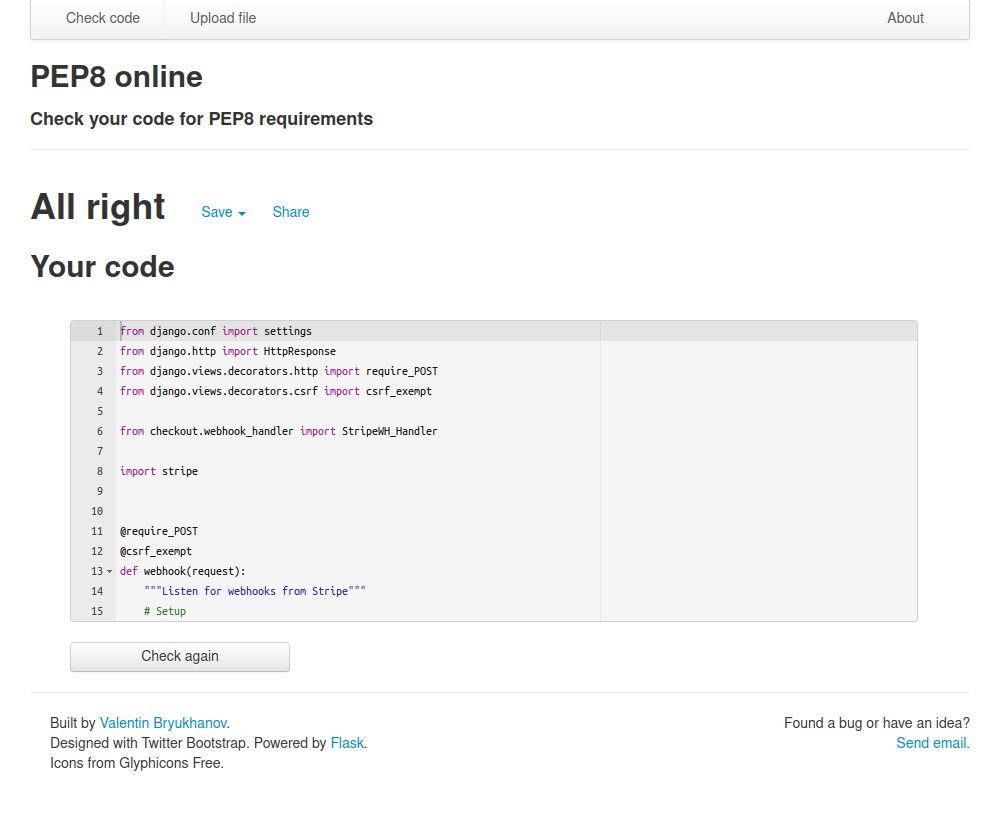 Check code Upload file About
PEP8 online
Check your code for PEP8 requirements
All right Save Share
Your code
1 from django.conf import settings
2 from django.http import HttpResponse
3 from django.views.decorators.http import require_POST
4 from django.views.decorators.csrf import csrf_exempt
5
6 from checkout.webhook_handler import StripeWH_Handler
7
8 import stripe
9
10
11 @require_POST
12 @csrf_exempt
13 def webhook(request):
14     """Listen for webhooks from Stripe"""
15     # Setup
Check again
Built by Valentin Bryukhanov. Found a bug or have an idea?
Designed with Twitter Bootstrap. Powered by Flask. Send email.
Icons from Glyphicons Free.